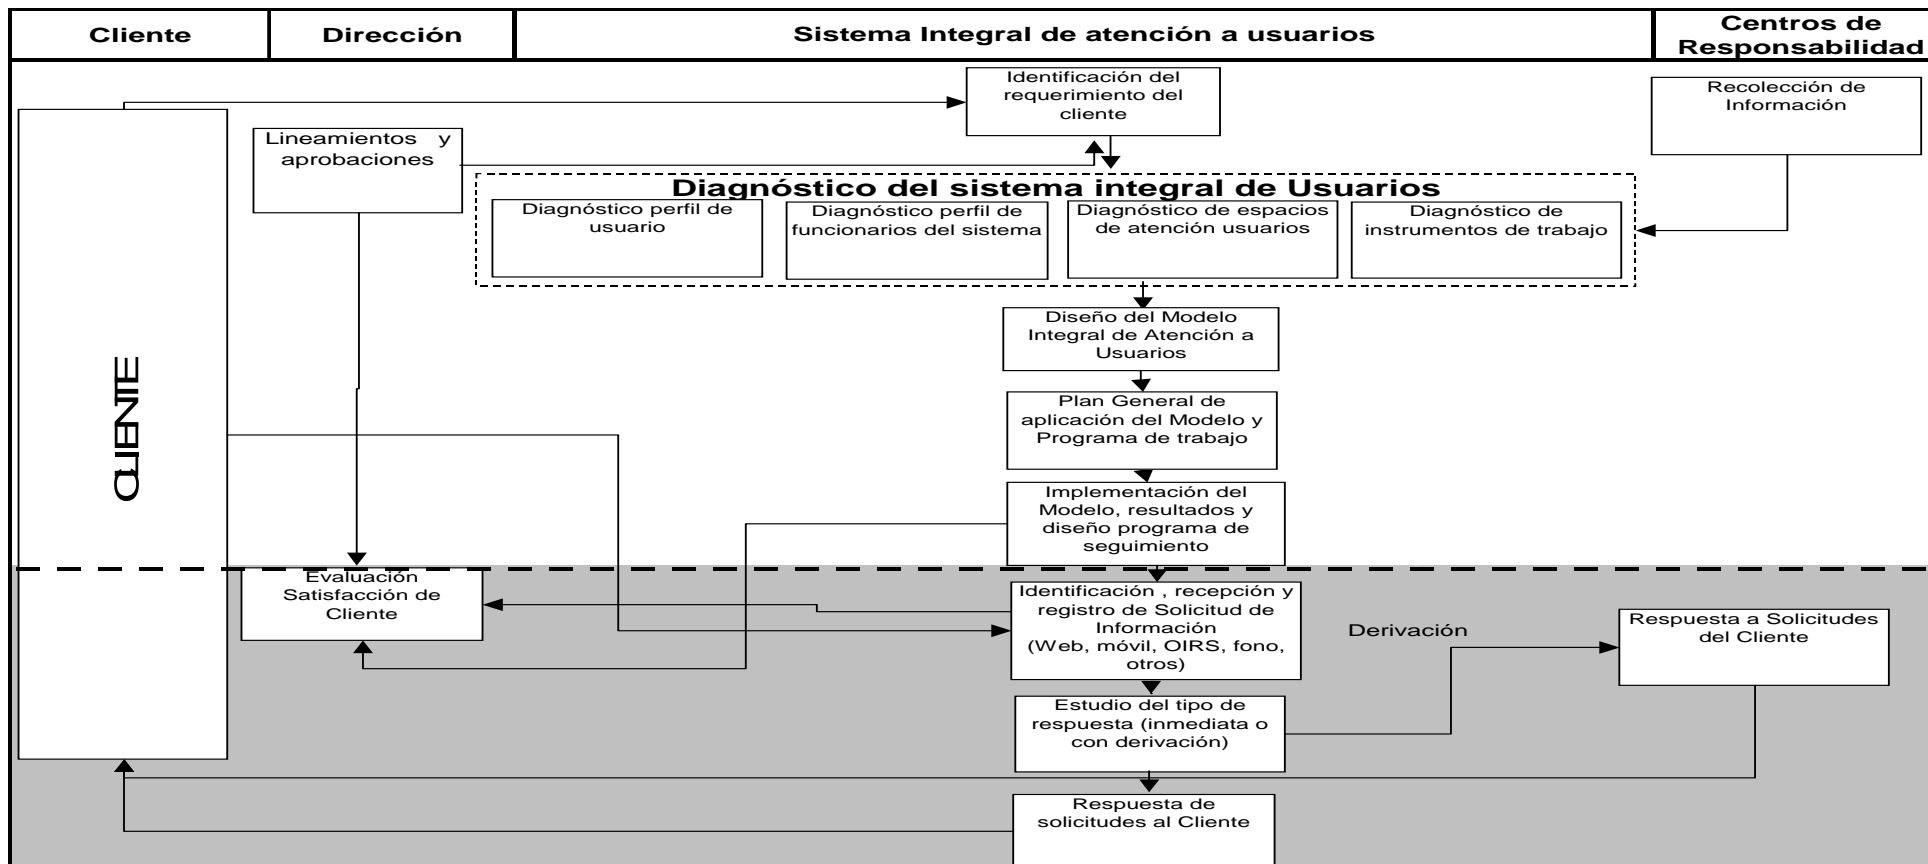 Cliente
Dirección
Sistema Integral de atención a usuarios
Centros de
Responsabilidad
Identificación del
requerimiento del
cliente
Recolección de
Información
Lineamientos y
aprobaciones
Diagnóstico del sistema integral de Usuarios
Diagnóstico perfil de
usuario
Diagnóstico perfil de
funcionarios del sistema
Diagnóstico de espacios
de atención usuarios
Diagnóstico de
instrumentos de trabajo
Diseño del Modelo
Integral de Atención a
Usuarios
CLIENTE
Plan General de
aplicación del Modelo y
Programa de trabajo
Implementación del
Modelo, resultados y
diseño programa de
seguimiento
Evaluación
Satisfacción de
Cliente
Identificación , recepción y
registro de Solicitud de
Información
(Web, móvil, OIRS, fono,
otros)
Derivación
Respuesta a Solicitudes
del Cliente
Estudio del tipo de
respuesta (inmediata o
con derivación)
Respuesta de
solicitudes al Cliente